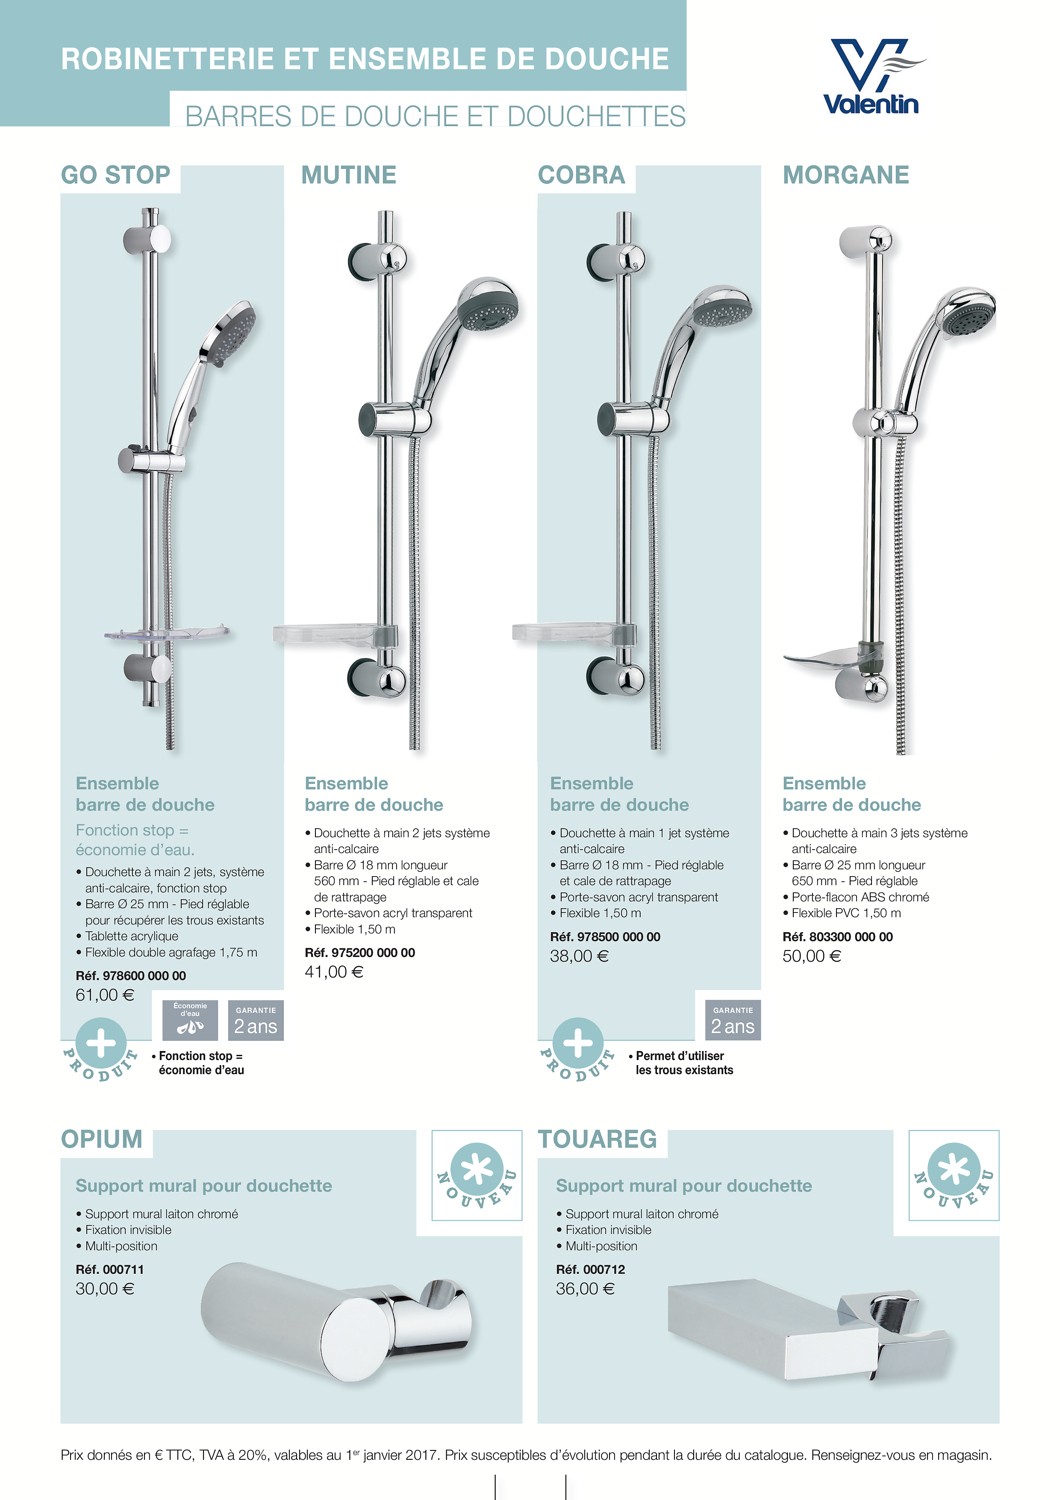 ROBINETTERIE ET ENSEMBLE DE DOUCHE
BARRES DE DOUCHE ET DOUCHETTES
Valentin
GO STOP
Ensemble
barre de douche
Fonction stop =
économie d’eau.
• Douchette à main 2 jets, système
anti-calcaire, fonction stop
• Barre Ø 25 mm - Pied réglable
pour récupérer les trous existants
• Tablette acrylique
• Flexible double agrafage 1,75 m
Réf. 978600 000 00
61,00 €
Économie
d’eau
GARANTIE
2 ans
PRODUIT
• Fonction stop =
économie d’eau
MUTINE
Ensemble
barre de douche
• Douchette à main 2 jets système
anti-calcaire
• Barre Ø 18 mm longueur
560 mm - Pied réglable et cale
de rattrapage
• Porte-savon acryl transparent
• Flexible 1,50 m
Réf. 975200 000 00
41,00 €
COBRA
Ensemble
barre de douche
• Douchette à main 1 jet système
anti-calcaire
• Barre Ø 18 mm - Pied réglable
et cale de rattrapage
• Porte-savon acryl transparent
• Flexible 1,50 m
Réf. 978500 000 00
38,00 €
GARANTIE
2 ans
PRODUIT
• Permet d’utiliser
les trous existants
MORGANE
Ensemble
barre de douche
• Douchette à main 3 jets système
anti-calcaire
• Barre Ø 25 mm longueur
650 mm - Pied réglable
• Porte-flacon ABS chromé
• Flexible PVC 1,50 m
Réf. 803300 000 00
50,00 €
OPIUM
NOUVEAU
Support mural pour douchette
• Support mural laiton chromé
• Fixation invisible
• Multi-position
Réf. 000711
30,00 €
TOUAREG
NOUVEAU
Support mural pour douchette
• Support mural laiton chromé
• Fixation invisible
• Multi-position
Réf. 000712
36,00 €
Prix donnés en € TTC, TVA à 20%, valables au 1er janvier 2017. Prix susceptibles d’évolution pendant la durée du catalogue. Renseignez-vous en magasin.